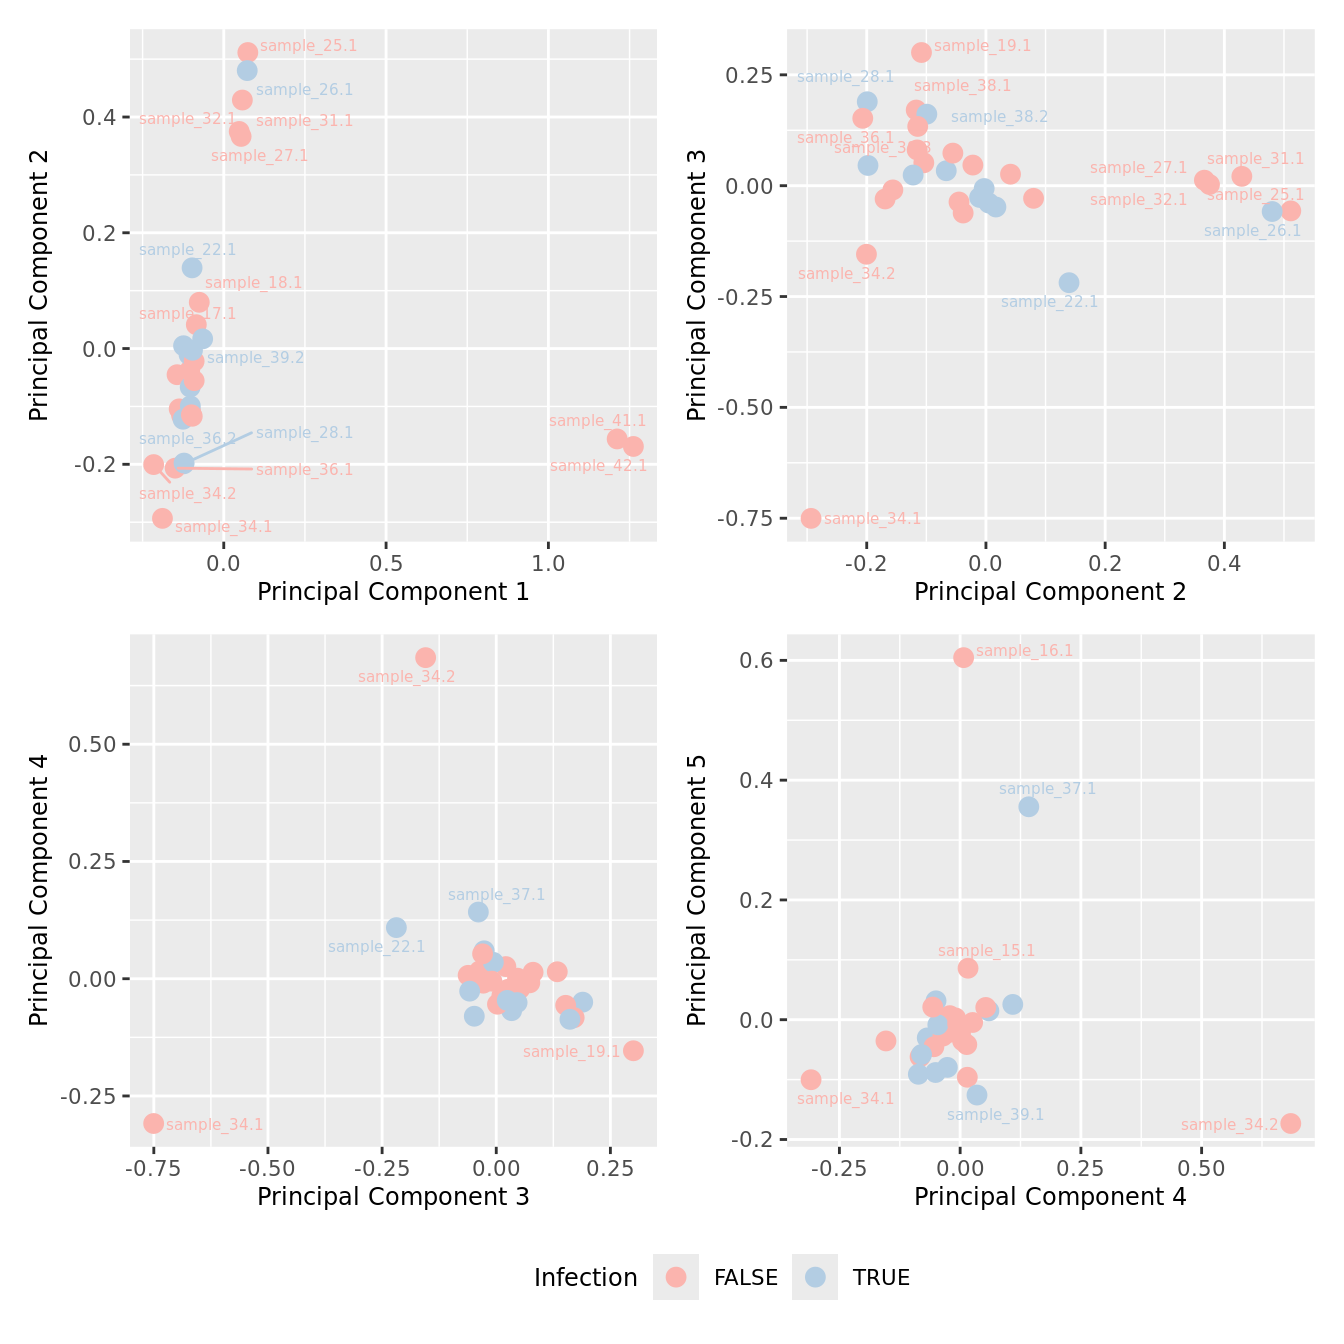 sample_25.1
sample_26.1
sample_32.1
sample_31.1
sample_27.1
sample_22.1
sample_18.1
sample_17.1
sample_39.2
sample_36.2
sample_28.1
sample_36.1
sample_34.2
sample_34.1
sample_41.1
sample_42.1
0.4
0.2
0.0
-0.2
Principal Component 2
0.0 0.5 1.0
Principal Component 1
sample_19.1
sample_28.1
sample_38.1
sample_38.2
sample_36.1
sample_31.1
sample_27.1
sample_32.1
sample_25.1
sample_26.1
sample_34.2
sample_22.1
sample_34.1
0.25
0.00
-0.25
-0.50
-0.75
Principal Component 3
-0.2 0.0 0.2 0.4
Principal Component 2
sample_34.2
sample_37.1
sample_22.1
sample_19.1
sample_34.1
0.50
0.25
0.00
-0.25
Principal Component 4
-0.75 -0.50 -0.25 0.00 0.25
Principal Component 3
sample_16.1
sample_37.1
sample_15.1
sample_34.1
sample_39.1
sample_34.2
0.6
0.4
0.2
0.0
-0.2
Principal Component 5
-0.25 0.00 0.25 0.50
Principal Component 4
Infection FALSE TRUE